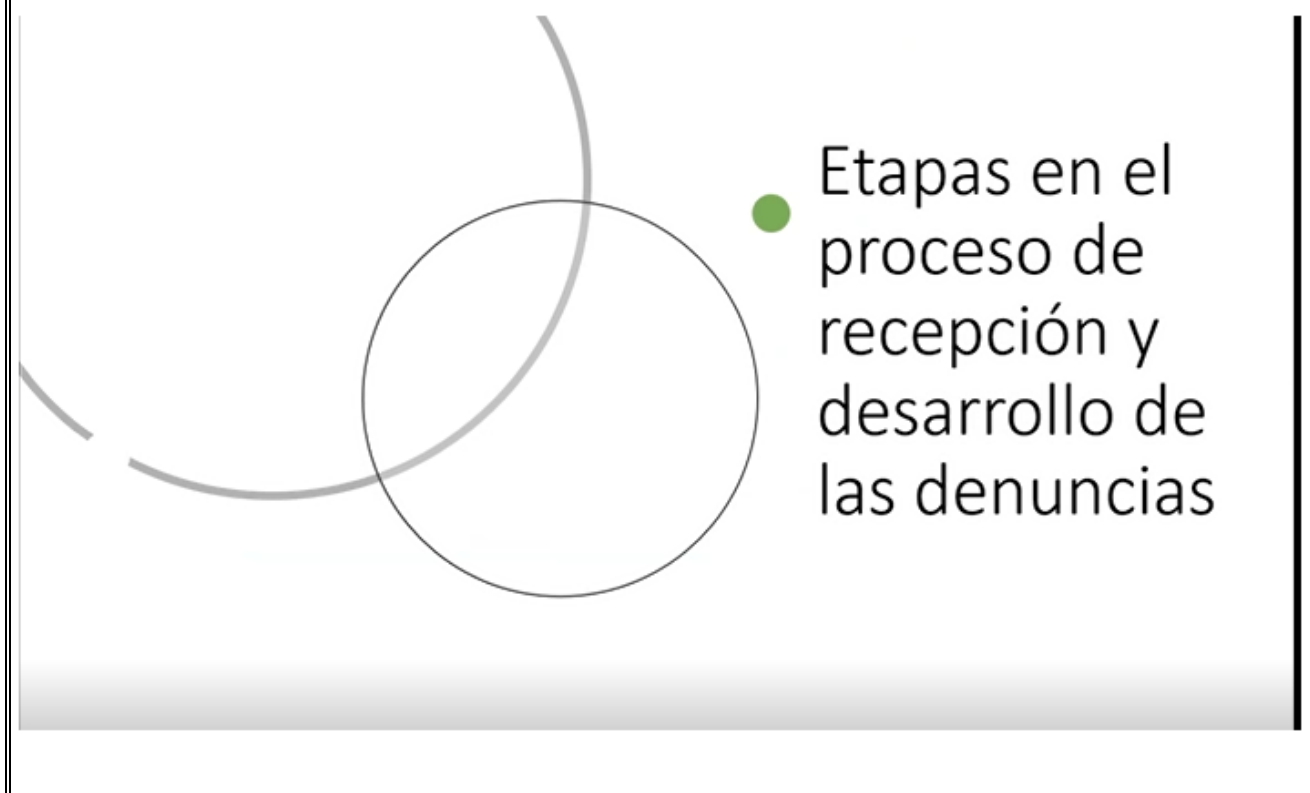 Etapas en el
proceso de
recepción y
desarrollo de
las denuncias